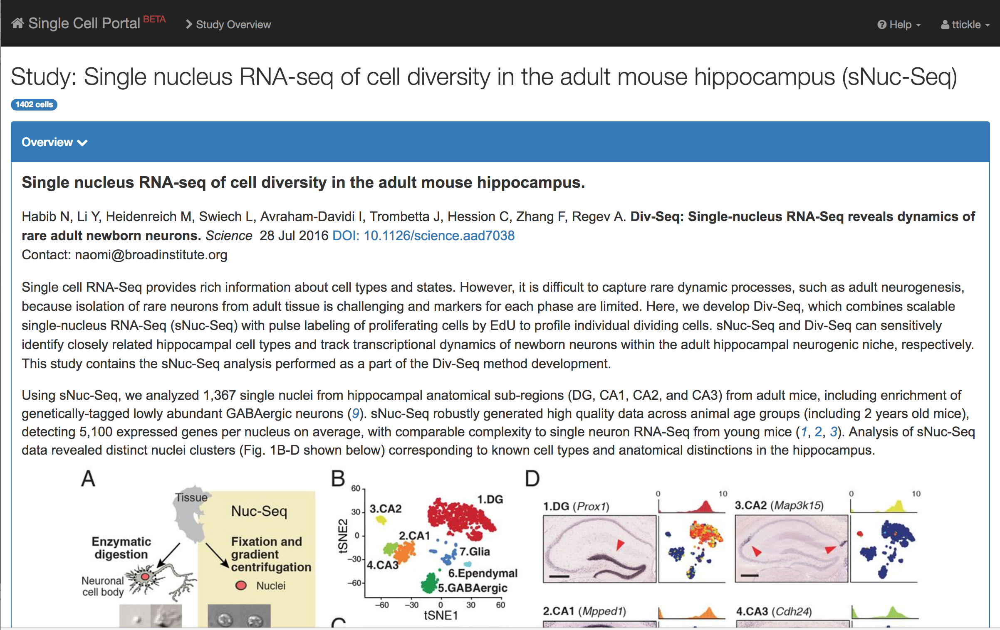 Single Cell Portal BETA
Study Overview
Help
ttickle
Study: Single nucleus RNA-seq of cell diversity in the adult mouse hippocampus (sNuc-Seq)
1402 cells
Overview
Single nucleus RNA-seq of cell diversity in the adult mouse hippocampus.
Habib N, Li Y, Heidenreich M, Swiech L, Avraham-Davidi I, Trombetta J, Hession C, Zhang F, Regev A. Div-Seq: Single-nucleus RNA-Seq reveals dynamics of
rare adult newborn neurons. Science 28 Jul 2016 DOI: 10.1126/science.aad7038
Contact: naomi@broadinstitute.org
Single cell RNA-Seq provides rich information about cell types and states. However, it is difficult to capture rare dynamic processes, such as adult neurogenesis,
because isolation of rare neurons from adult tissue is challenging and markers for each phase are limited. Here, we develop Div-Seq, which combines scalable
single-nucleus RNA-Seq (sNuc-Seq) with pulse labeling of proliferating cells by EdU to profile individual dividing cells. sNuc-Seq and Div-Seq can sensitively
identify closely related hippocampal cell types and track transcriptional dynamics of newborn neurons within the adult hippocampal neurogenic niche, respectively.
This study contains the sNuc-Seq analysis performed as a part of the Div-Seq method development.
Using sNuc-Seq, we analyzed 1,367 single nuclei from hippocampal anatomical sub-regions (DG, CA1, CA2, and CA3) from adult mice, including enrichment of
genetically-tagged lowly abundant GABAergic neurons (9). sNuc-Seq robustly generated high quality data across animal age groups (including 2 years old mice),
detecting 5,100 expressed genes per nucleus on average, with comparable complexity to single neuron RNA-Seq from young mice (1, 2, 3). Analysis of sNuc-Seq
data revealed distinct nuclei clusters (Fig. 1B-D shown below) corresponding to known cell types and anatomical distinctions in the hippocampus.
A
Tissue
Nuc-Seq
Enzymatic
digestion
Fixation and
gradient
centrifugation
Neuronal
cell body
Nuclei
B
60
30
0
−30
−60
tSNE2
1.DG
3.CA2
2.CA1
7.Glia
4.CA3
6.Ependymal
5.GABAergic
−60 −30 0 30 60
tSNE1
C
D
0 10
1.DG (Prox1)
0 10
3.CA2 (Map3k15)
2.CA1 (Mpped1)
4.CA3 (Cdh24)